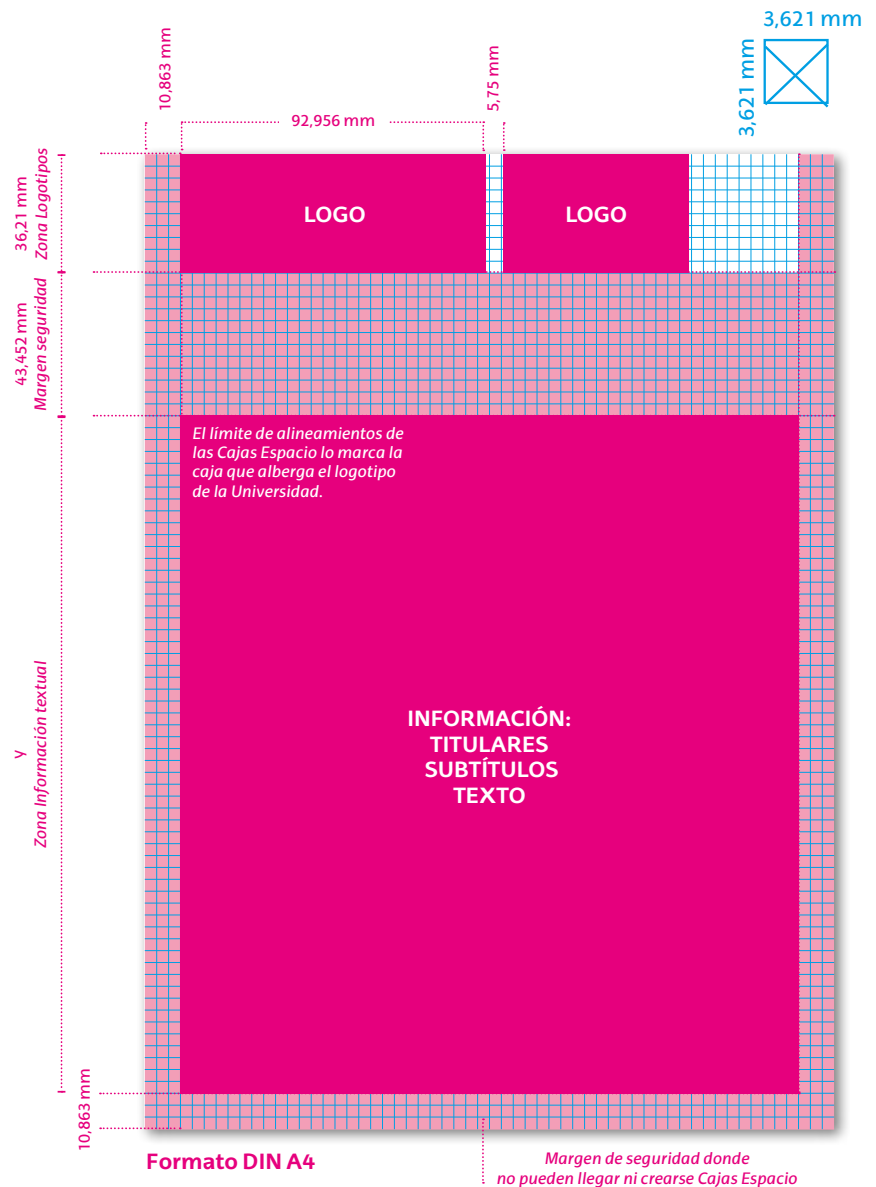 3,621 mm
3,621 mm
10,863 mm
92,956 mm
5,75 mm
36,21 mm
Zona Logotipos
LOGO
LOGO
43,452 mm
Margen seguridad
El límite de alineamientos de
las Cajas Espacio lo marca la
caja que alberga el logotipo
de la Universidad.
y
Zona Información textual
INFORMACIÓN:
TITULARES
SUBTÍTULOS
TEXTO
10,863 mm
Formato DIN A4
Margen de seguridad donde
no pueden llegar ni crearse Cajas Espacio